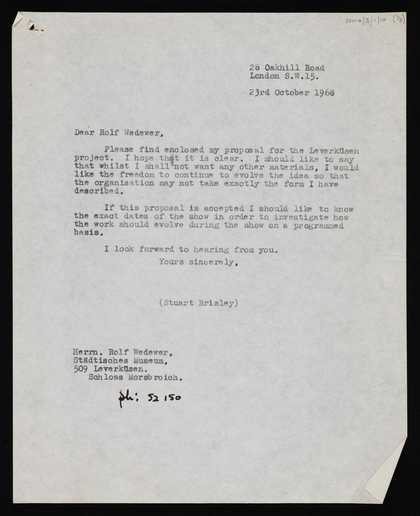 28 Oakhill Road
London S.W.15.
23rd October 1968
Dear Rolf Wedewer,
Please find enclosed my proposal for the Leverküsen
project. I hope that it is clear. I should like to say
that whilst I shall not want any other materials, I would
like the freedom to continue to evolve the idea so that
the organisation may not take exactly the form I have
described.
If this proposal is accepted I should like to know
the exact dates of the show in order to investigate how
the work should evolve during the show on a programmed
basis.
I look forward to hearing from you.
Yours sincerely,
(Stuart Brisley)
Herrn. Rolf Wedewer,
Städtisches Museum,
509 Leverküsen.
Schloss Morsbroich.
ph: 52 150